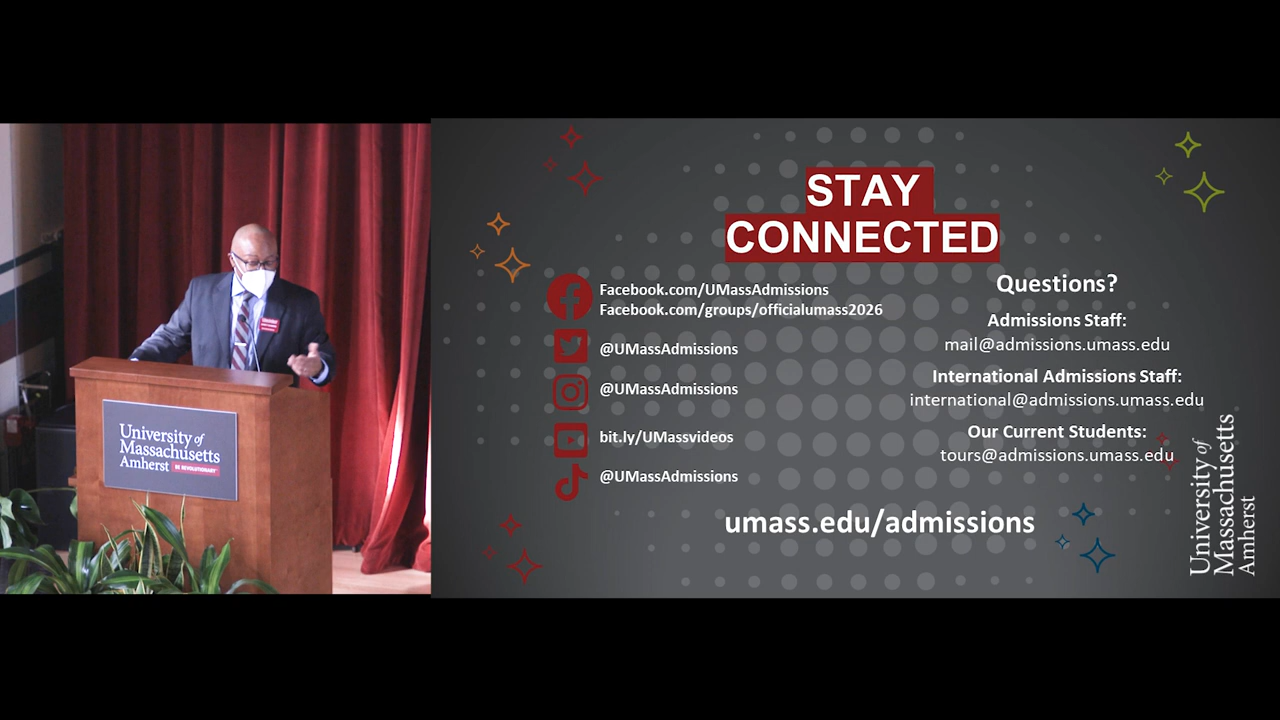 University of
Massachusetts
Amherst BE REVOLUTIONARY
STAY
CONNECTED
Facebook.com/UMassAdmissions
Facebook.com/groups/officialumass2026
@UMassAdmissions
@UMassAdmissions
bit.ly/UMassvideos
@UMassAdmissions
Questions?
Admissions Staff:
mail@admissions.umass.edu
International Admissions Staff:
international@admissions.umass.edu
Our Current Students:
tours@admissions.umass.edu
umass.edu/admissions
University of
Massachusetts
Amherst